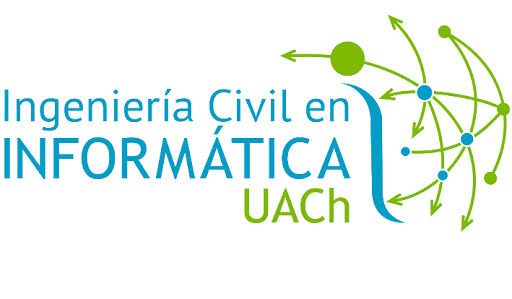 Ingeniería Civil en
INFORMÁTICA
UACh